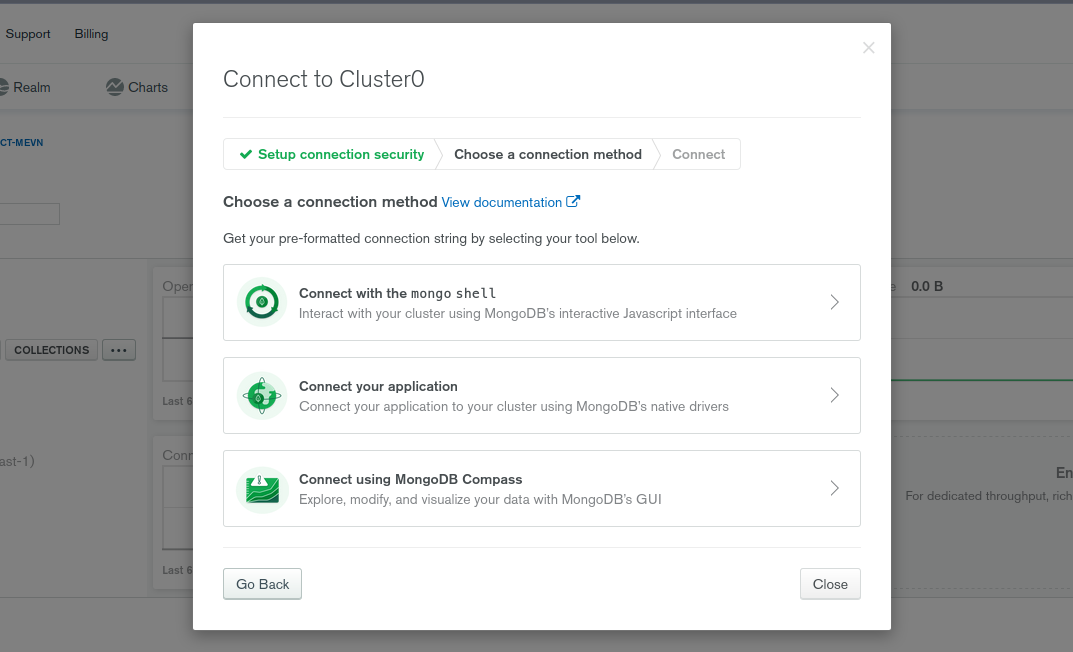 Support Billing
Realm Charts
CT-MEVN
Connect to Cluster0
Setup connection security Choose a connection method Connect
Choose a connection method View documentation
Get your pre-formatted connection string by selecting your tool below.
Connect with the mongo shell
Interact with your cluster using MongoDB's interactive Javascript interface
Connect your application
Connect your application to your cluster using MongoDB's native drivers
Connect using MongoDB Compass
Explore, modify, and visualize your data with MongoDB's GUI
Go Back Close
Oper
0.0 B
COLLECTIONS
Last 6
ast-1)
Conn
Last 6
En
For dedicated throughput, rich